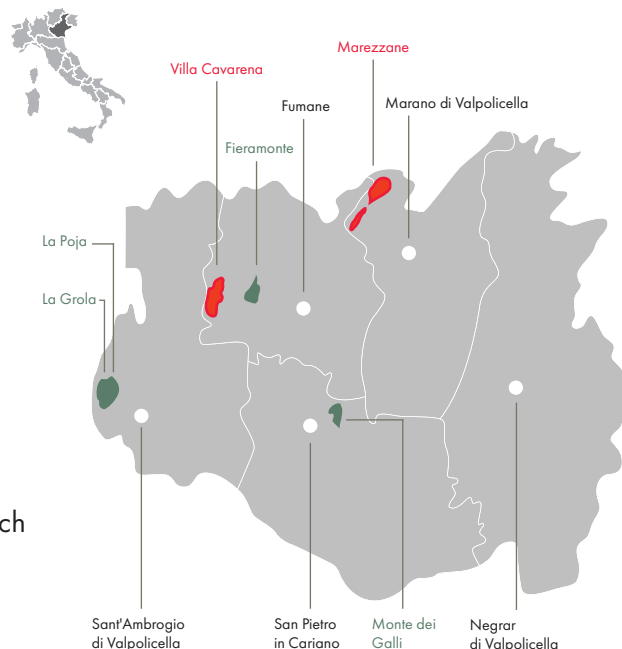 Marezzane
Villa Cavarena
Fumane
Marano di Valpolicella
Fieramonte
La Poja
La Grola
ch
Sant'Ambrogio
di Valpolicella
San Pietro
in Cariano
Monte dei
Galli
Negrar
di Valpolicella